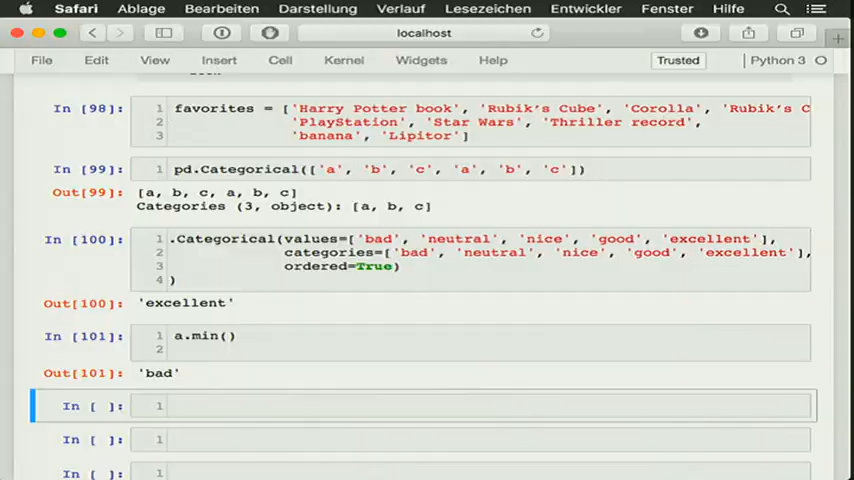 Safari Ablage Bearbeiten Darstellung Verlauf Lesezeichen Entwickler Fenster Hilfe
localhost
File Edit View Insert Cell Kernel Widgets Help Trusted Python 3
In [98]: 1 favorites = ['Harry Potter book', 'Rubik's Cube', 'Corolla', 'Rubik's C
2 'PlayStation', 'Star Wars', 'Thriller record',
3 'banana', 'Lipitor']
In [99]: 1 pd.Categorical(['a', 'b', 'c', 'a', 'b', 'c'])
Out[99]: [a, b, c, a, b, c]
Categories (3, object): [a, b, c]
In [100]: 1 .Categorical(values=['bad', 'neutral', 'nice', 'good', 'excellent'],
2 categories=['bad', 'neutral', 'nice', 'good', 'excellent'],
3 ordered=True)
4 )
Out[100]: 'excellent'
In [101]: 1 a.min()
2
Out[101]: 'bad'
In [ ]: 1
In [ ]: 1
In [ ]: 1